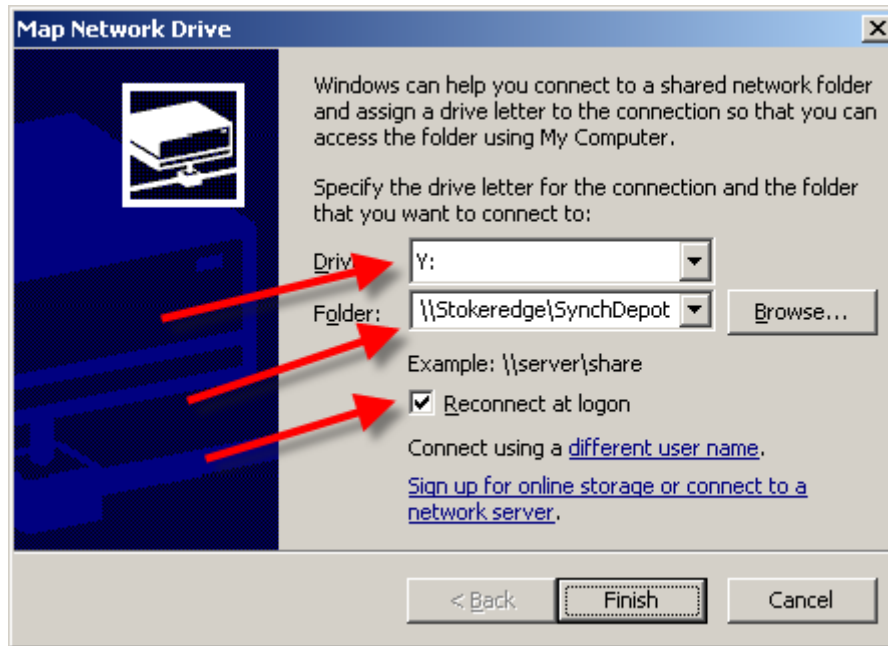 Map Network Drive
Windows can help you connect to a shared network folder
and assign a drive letter to the connection so that you can
access the folder using My Computer.
Specify the drive letter for the connection and the folder
that you want to connect to:
Driv
Y:
Folder:
\\Stokeredge\SynchDepot
Browse...
Example: \\server\share
Reconnect at logon
Connect using a different user name.
Sign up for online storage or connect to a
network server.
< Back
Finish
Cancel